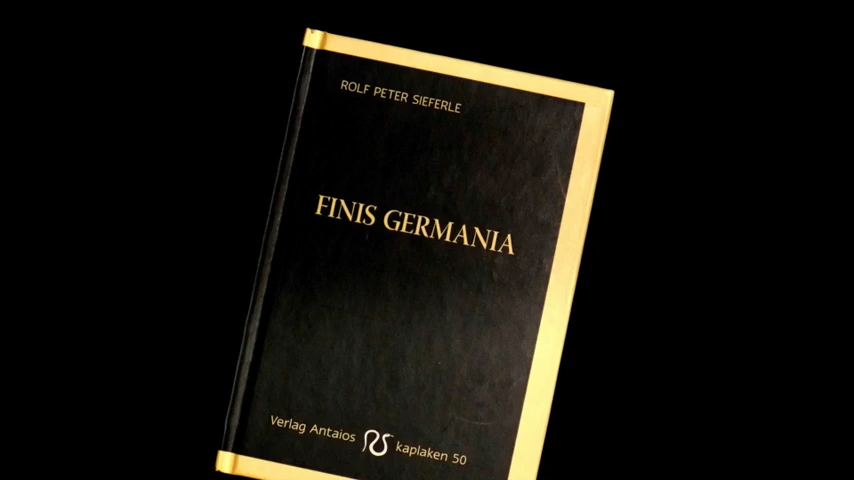 ROLF PETER SIEFERLE
FINIS GERMANIA
Verlag Antaios kaplaken 50